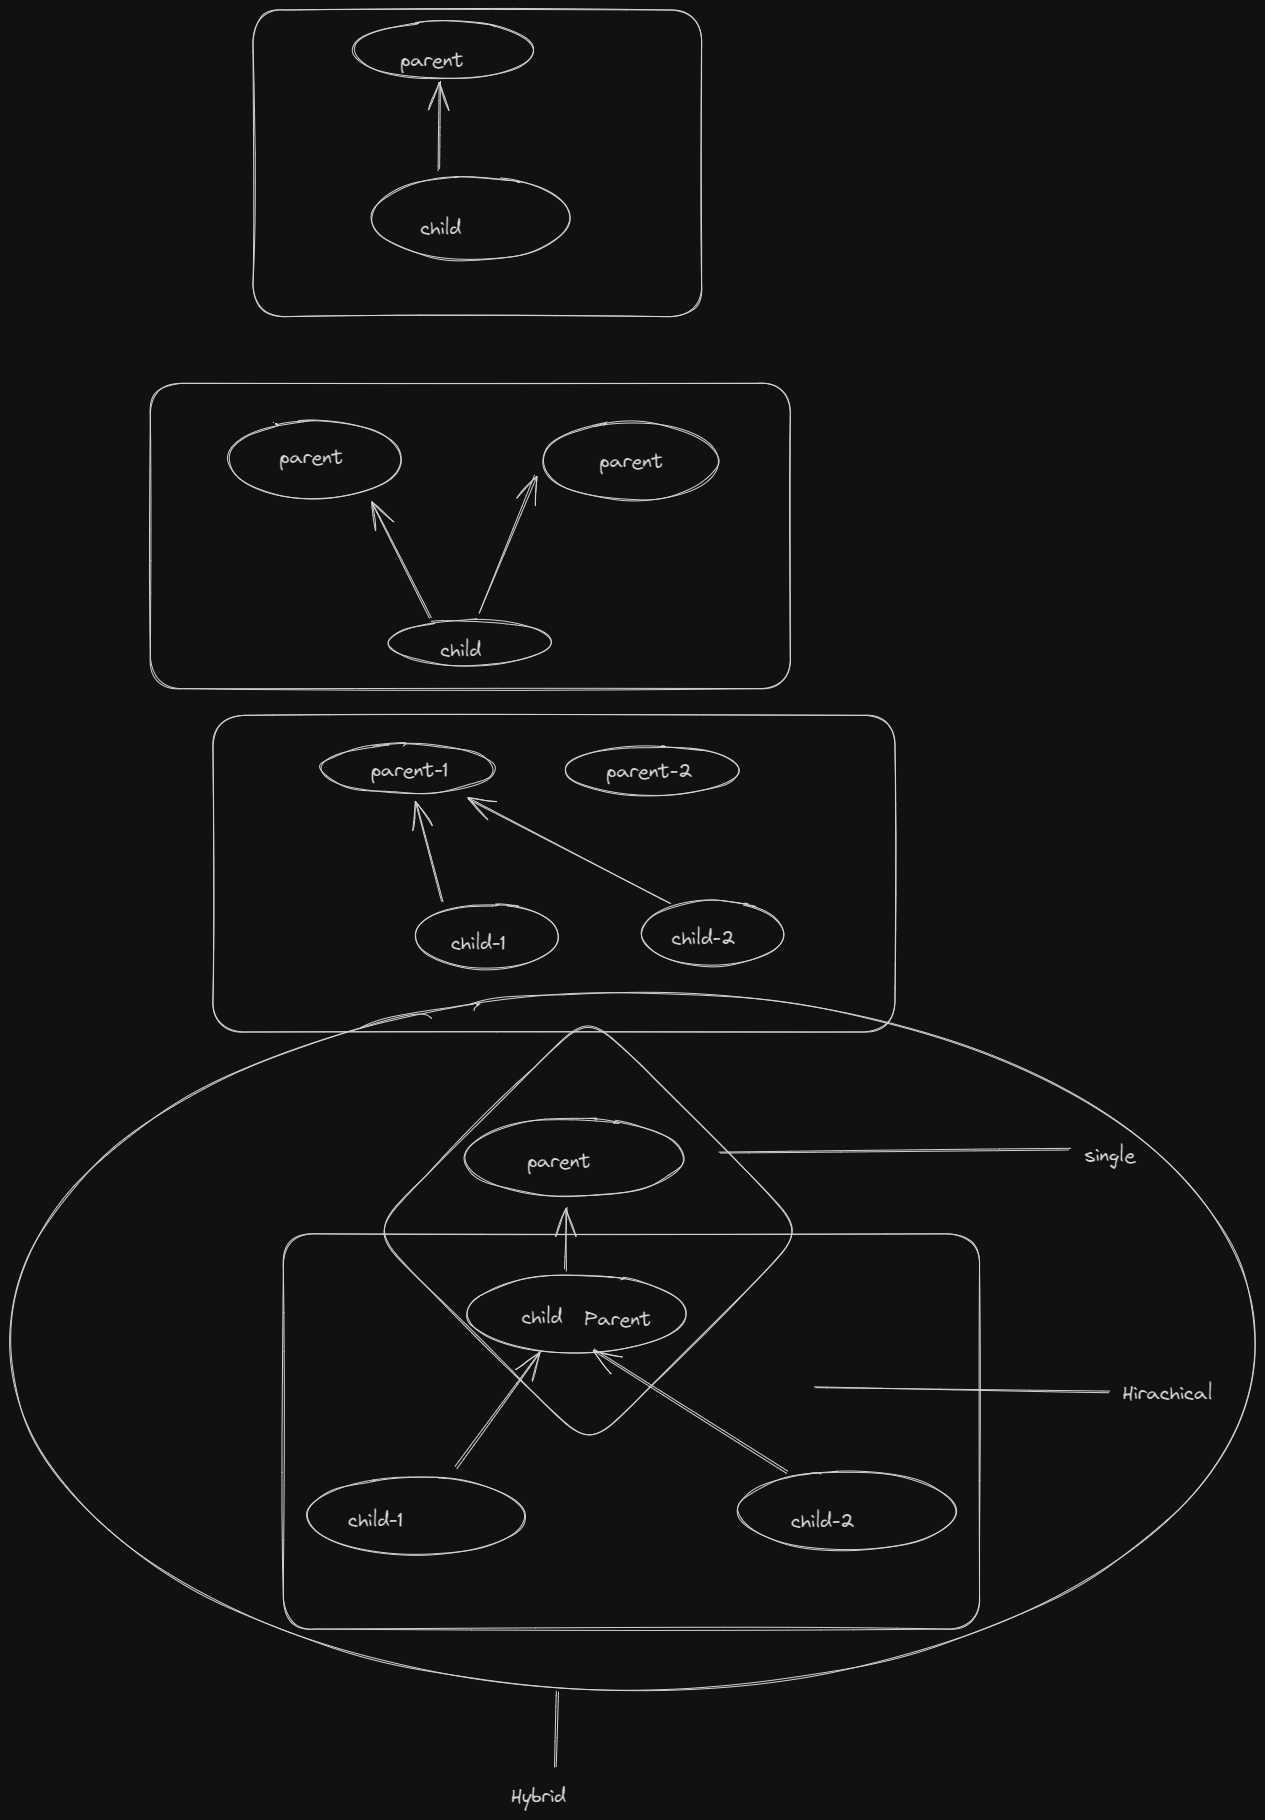 parent
child
parent
parent
child
parent-1
parent-2
child-1
child-2
parent
single
child Parent
Hirachical
child-1
child-2
Hybrid